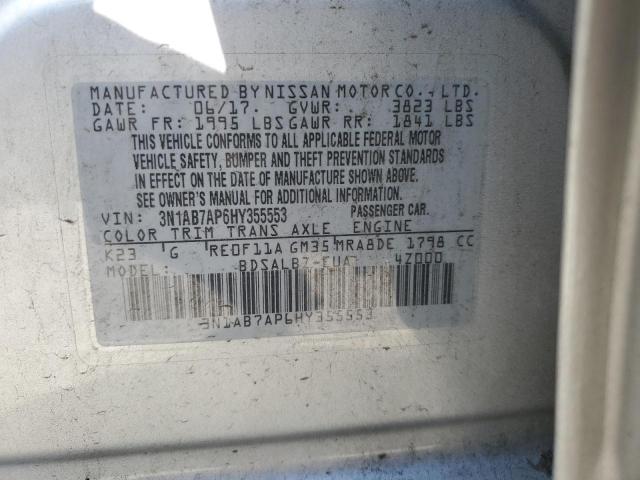 MANUFACTURED BY NISSAN MOTOR CO., LTD.
DATE: 06/17. GVWR: 3823 LBS
GAWR FR: 1995 LBS GAWR RR: 1841 LBS
THIS VEHICLE CONFORMS TO ALL APPLICABLE FEDERAL MOTOR
VEHICLE SAFETY, BUMPER AND THEFT PREVENTION STANDARDS
IN EFFECT ON THE DATE OF MANUFACTURE SHOWN ABOVE.
SEE OWNER'S MANUAL FOR ADDITIONAL INFORMATION.
VIN: 3N1AB7AP6HY355553 PASSENGER CAR.
COLOR TRIM TRANS AXLE ENGINE
K23 G RE0F11A GM35 MRA8DE 1798 CC
MODEL: BDSALBZ-EUA 4Z000
3N1AB7AP6HY355553